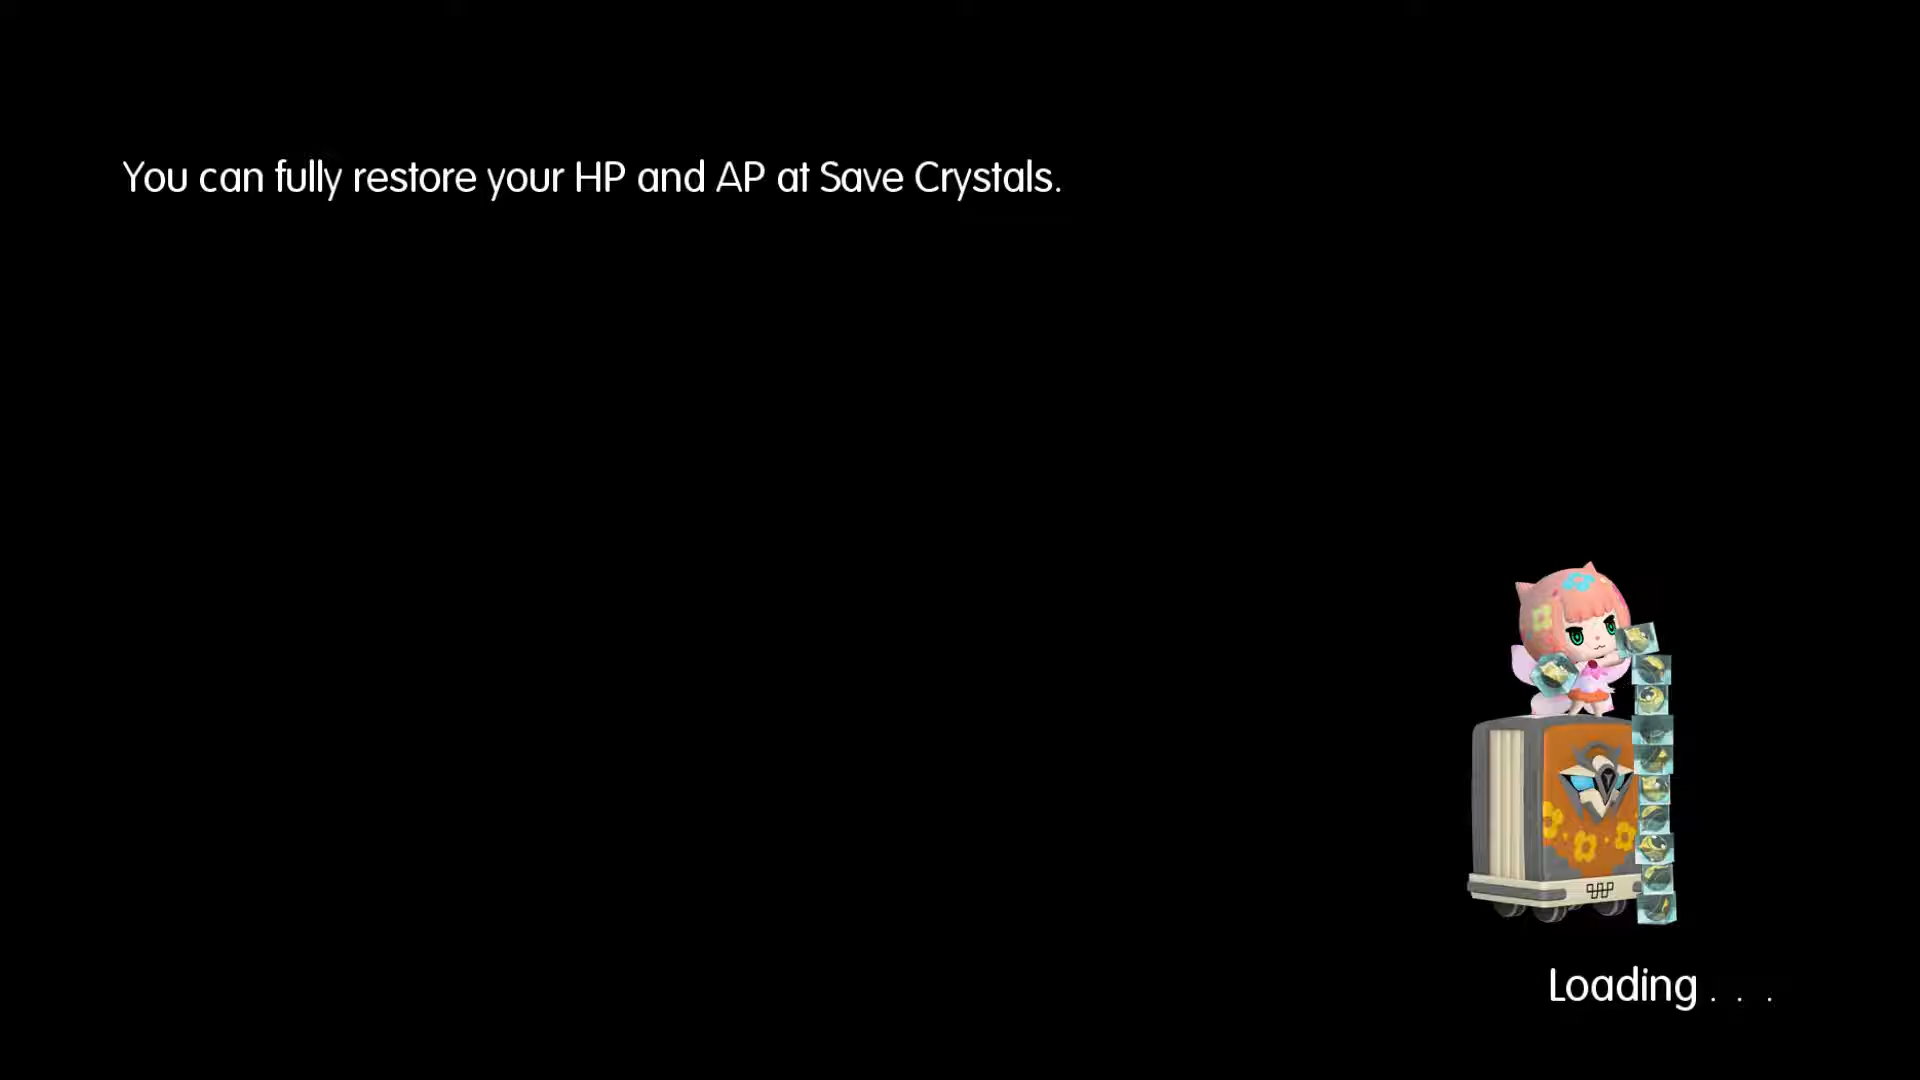 You can fully restore your HP and AP at Save Crystals.
Loading . . .